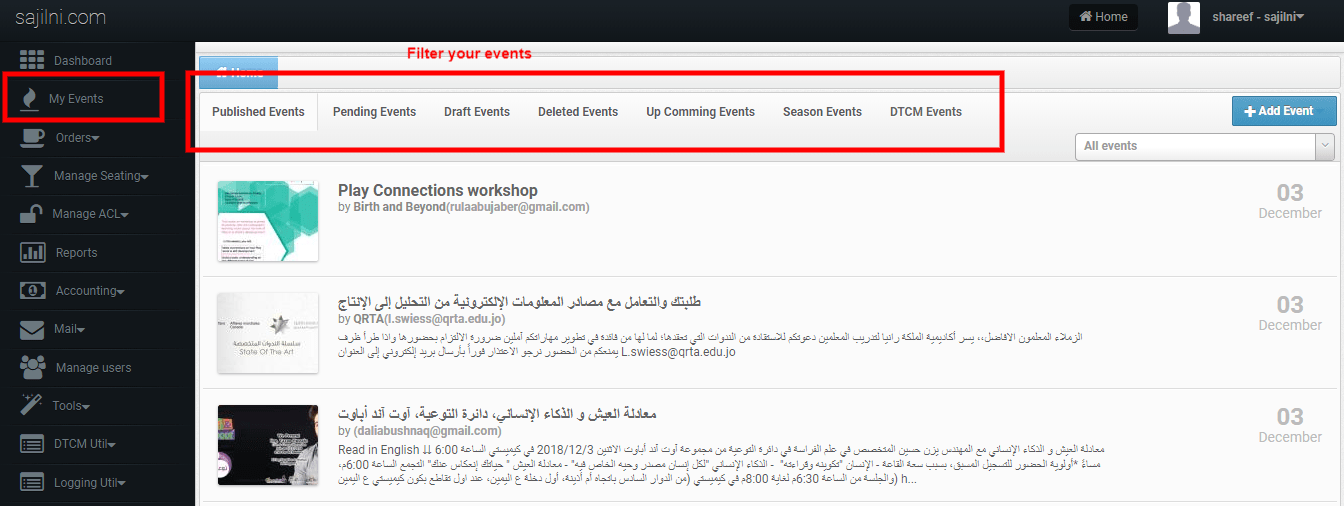 sajilni.com
Home
shareef - sajilni
Filter your events
Dashboard
My Events
Orders
Manage Seating
Manage ACL
Reports
Accounting
Mail
Manage users
Tools
DTCM Util
Logging Util
Home
Published Events Pending Events Draft Events Deleted Events Up Comming Events Season Events DTCM Events
Add Event
All events
Play Connections workshop
by Birth and Beyond(rulaabujaber@gmail.com)
03
December
طلبتك والتعامل مع مصادر المعلومات الإلكترونية من التحليل إلى الإنتاج
by QRTA(l.swiess@qrta.edu.jo)
الزملاء المعلمون الافاضل،، يسر أكاديمية الملكة رانيا لتدريب المعلمين دعوتكم للاستفادة من الندوات التي تعقدها؛ لما لها من فائدة في تطوير مهاراتكم آملين ضرورة الالتزام بحضورها واذا طرأ ظرف
يمنعكم من الحضور نرجو الاعتذار فوراً بأرسال بريد إلكتروني إلى العنوان L.swiess@qrta.edu.jo
03
December
سلسلة الندوات المتخصصة
State Of The Art
معادلة العيش و الذكاء الإنساني، دائرة التوعية، آوت آند أباوت
by (daliabushnaq@gmail.com)
Read in English ↓↓ معادلة العيش و الذكاء الإنساني مع المهندس يزن حسين المتخصص في علم الفراسة في دائرة التوعية من مجموعة آوت آند أباوت الاثنين 2018/12/3 في كيميستي الساعة 6:00
مساءً *أولوية الحضور للتسجيل المسبق، بسبب سعة القاعة - الإنسان "تكوينه وقراءته" - الذكاء الإنساني "لكل إنسان مصدر وحيه الخاص فيه" - معادلة العيش " حياتك إنعكاس عنك" التجمع الساعة 6:00م،
والجلسة من الساعة 6:30م لغاية 8:00م في كيميستي (من الدوار السادس باتجاه أم أذينة، أول دخلة ع اليمين، عند اول تقاطع يكون كيميستي ع اليمين) h...
03
December